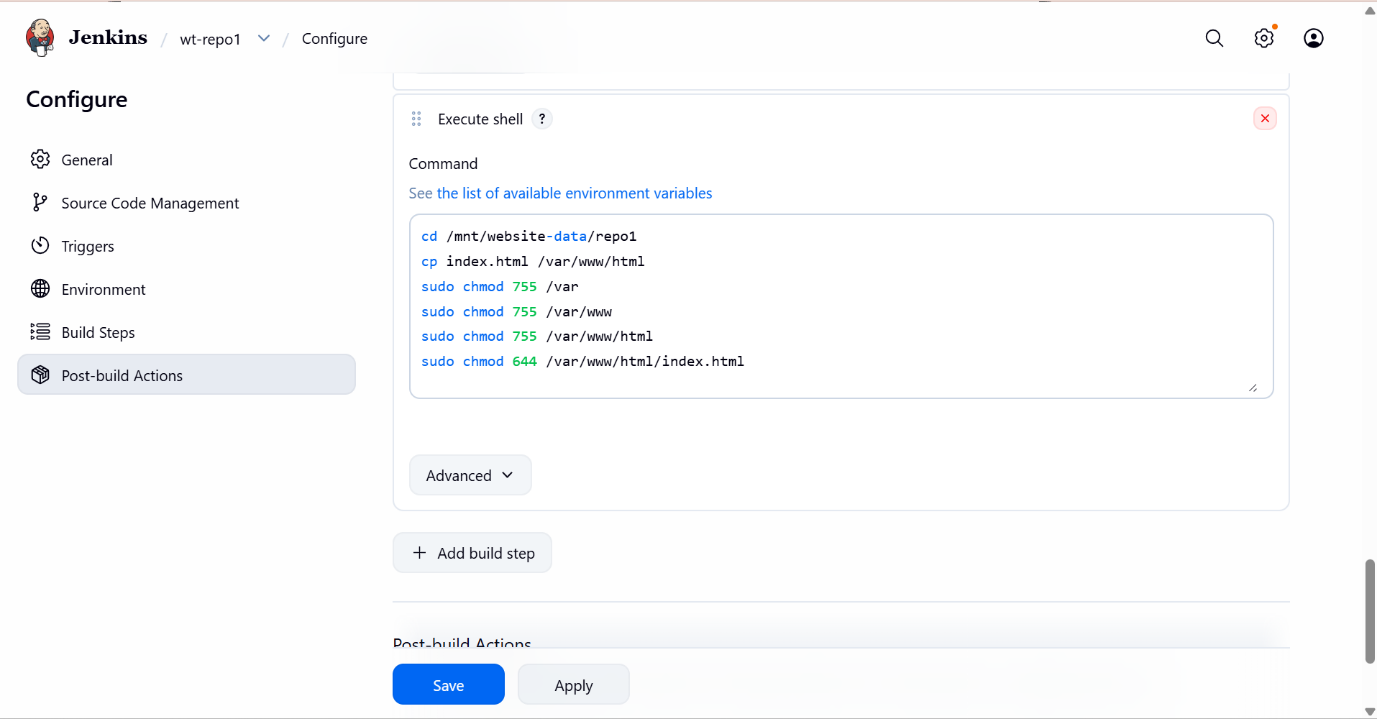 Jenkins / wt-repo1 / Configure
Configure
General
Source Code Management
Triggers
Environment
Build Steps
Post-build Actions
Execute shell ?
Command
See the list of available environment variables
cd /mnt/website-data/repo1
cp index.html /var/www/html
sudo chmod 755 /var
sudo chmod 755 /var/www
sudo chmod 755 /var/www/html
sudo chmod 644 /var/www/html/index.html
Advanced
+ Add build step
Post-build Actions
Save Apply